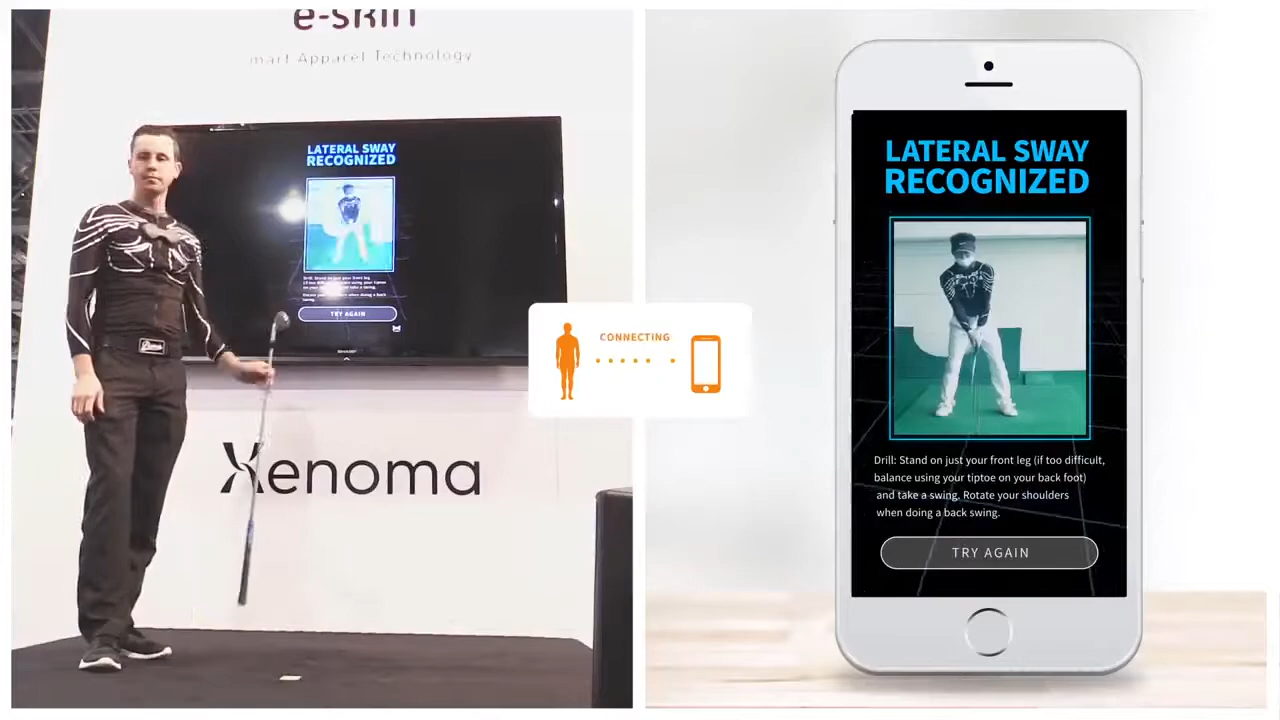 e-skin
mart Apparel Technology
LATERAL SWAY
RECOGNIZED
TRY AGAIN
SHARP
Xenoma
CONNECTING
LATERAL SWAY
RECOGNIZED
Drill: Stand on just your front leg (if too difficult,
balance using your tiptoe on your back foot)
and take a swing. Rotate your shoulders
when doing a back swing.
TRY AGAIN